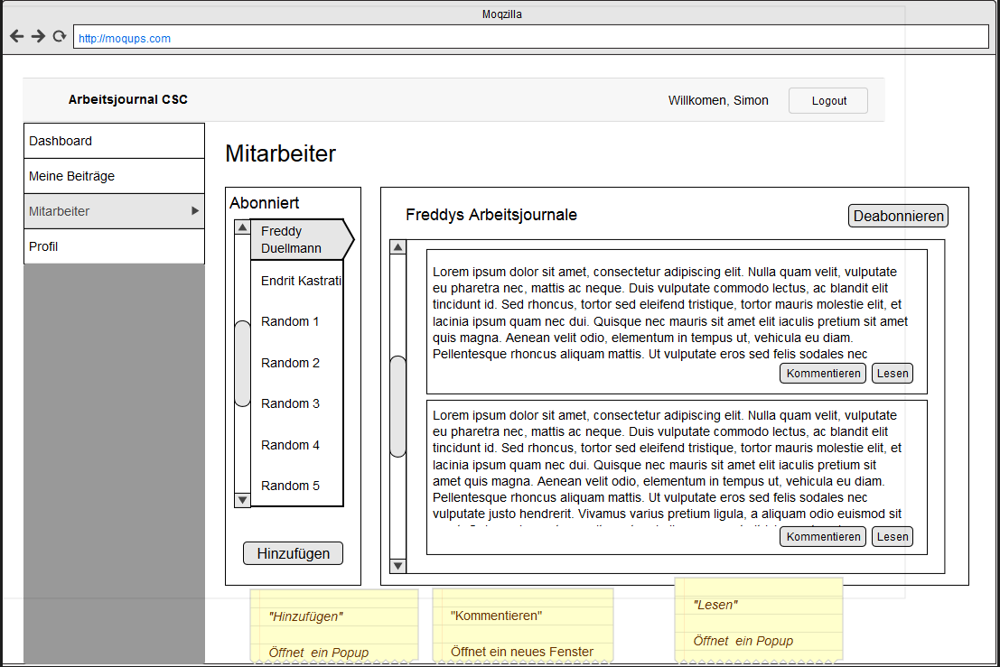 Moqzilla
http://moqups.com
Arbeitsjournal CSC
Willkomen, Simon
Logout
Dashboard
Meine Beiträge
Mitarbeiter
Profil
Mitarbeiter
Abonniert
Freddy
Duellmann
Endrit Kastrati
Random 1
Random 2
Random 3
Random 4
Random 5
Hinzufügen
Freddys Arbeitsjournale
Deabonnieren
Lorem ipsum dolor sit amet, consectetur adipiscing elit. Nulla quam velit, vulputate
eu pharetra nec, mattis ac neque. Duis vulputate commodo lectus, ac blandit elit
tincidunt id. Sed rhoncus, tortor sed eleifend tristique, tortor mauris molestie elit, et
lacinia ipsum quam nec dui. Quisque nec mauris sit amet elit iaculis pretium sit amet
quis magna. Aenean velit odio, elementum in tempus ut, vehicula eu diam.
Pellentesque rhoncus aliquam mattis. Ut vulputate eros sed felis sodales nec
Kommentieren
Lesen
Lorem ipsum dolor sit amet, consectetur adipiscing elit. Nulla quam velit, vulputate
eu pharetra nec, mattis ac neque. Duis vulputate commodo lectus, ac blandit elit
tincidunt id. Sed rhoncus, tortor sed eleifend tristique, tortor mauris molestie elit, et
lacinia ipsum quam nec dui. Quisque nec mauris sit amet elit iaculis pretium sit
amet quis magna. Aenean velit odio, elementum in tempus ut, vehicula eu diam.
Pellentesque rhoncus aliquam mattis. Ut vulputate eros sed felis sodales nec
vulputate justo hendrerit. Vivamus varius pretium ligula, a aliquam odio euismod sit
Kommentieren
Lesen
"Hinzufügen"
Öffnet ein Popup
"Kommentieren"
Öffnet ein neues Fenster
"Lesen"
Öffnet ein Popup